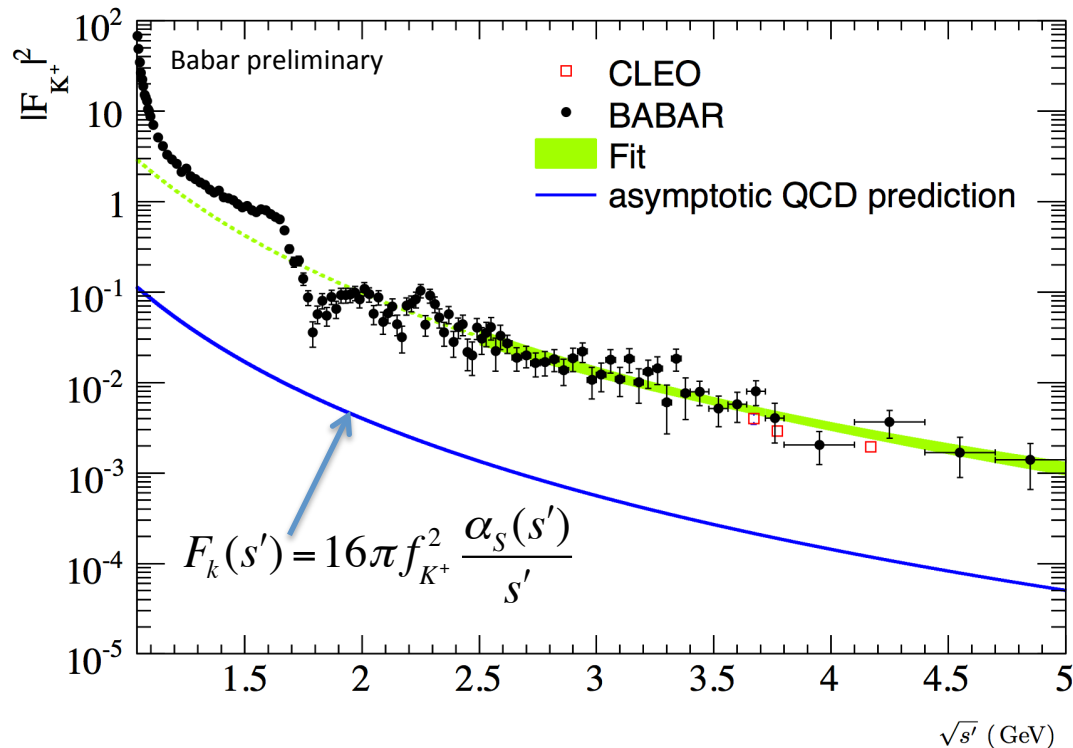 |F_{K^+}|^2
10^2
10
1
10^{-1}
10^{-2}
10^{-3}
10^{-4}
10^{-5}
Babar preliminary
CLEO
BABAR
Fit
asymptotic QCD prediction
F_k(s′) = 16πf^2_{K^+} α_S(s′)/s′
1.5 2 2.5 3 3.5 4 4.5 5
√s′ (GeV)